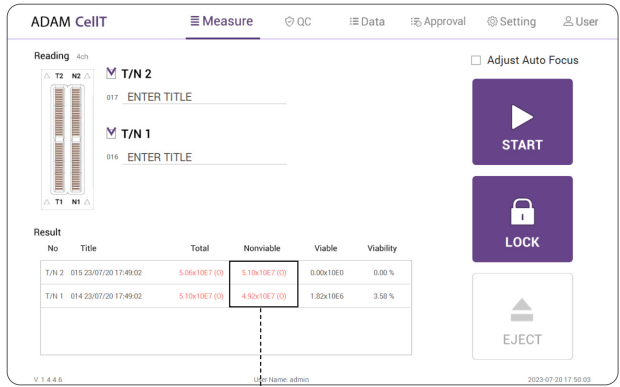 ADAM CellT
Measure QC Data Approval Setting User
Reading 4ch
T2 N2
T1 N1
T/N 2
017 ENTER TITLE
T/N 1
016 ENTER TITLE
Adjust Auto Focus
START
LOCK
EJECT
Result
No Title Total Nonviable Viable Viability
T/N 2 015 23/07/20 17:49:02 5.06x10E7 (O) 5.10x10E7 (O) 0.00x10E0 0.00 %
T/N 1 014 23/07/20 17:49:02 5.10x10E7 (O) 4.92x10E7 (O) 1.82x10E6 3.58 %
V 1.4.4.6 User Name: admin 2023-07-20 17:50:03